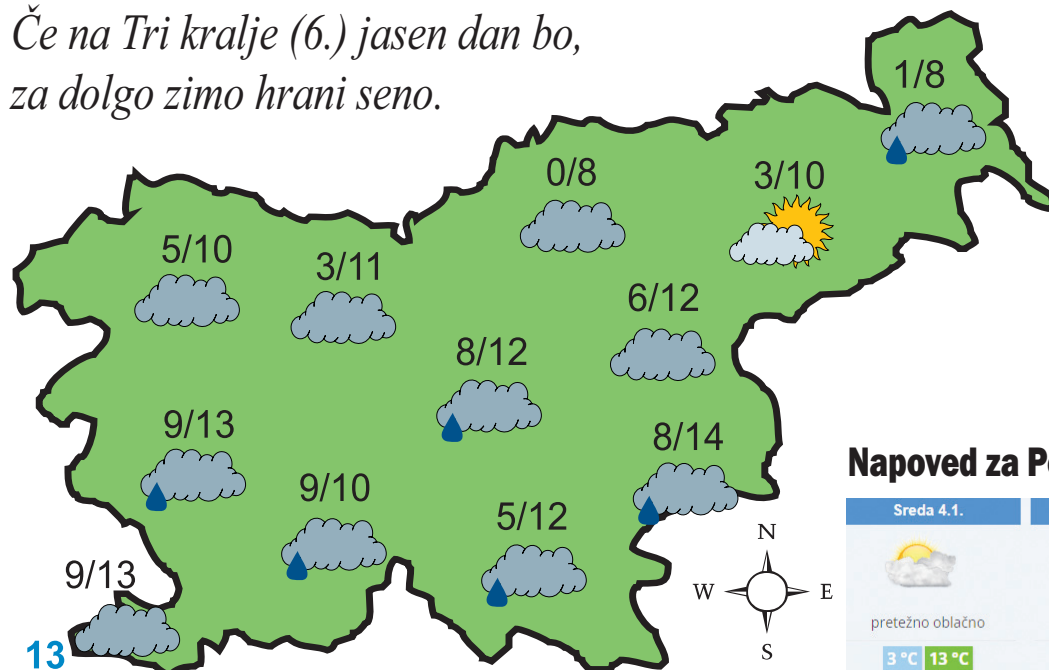 Če na Tri kralje (6.) jasen dan bo,
za dolgo zimo hrani seno.
1/8
0/8
3/10
5/10
3/11
6/12
8/12
9/13
8/14
9/10
5/12
9/13
13
N
W
E
S
Napoved za
Sreda 4.1.
pretežno oblačno
3 °C 13 °C